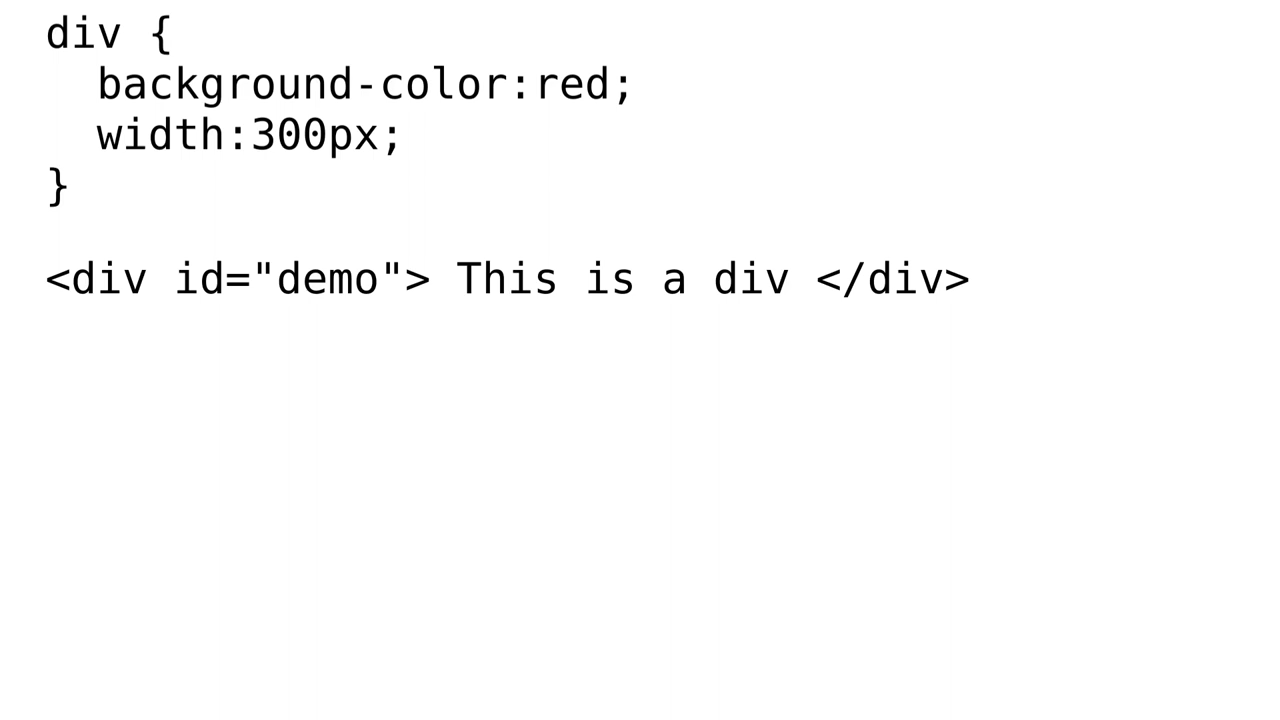 div {
  background-color:red;
  width:300px;
}
<div id="demo"> This is a div </div>